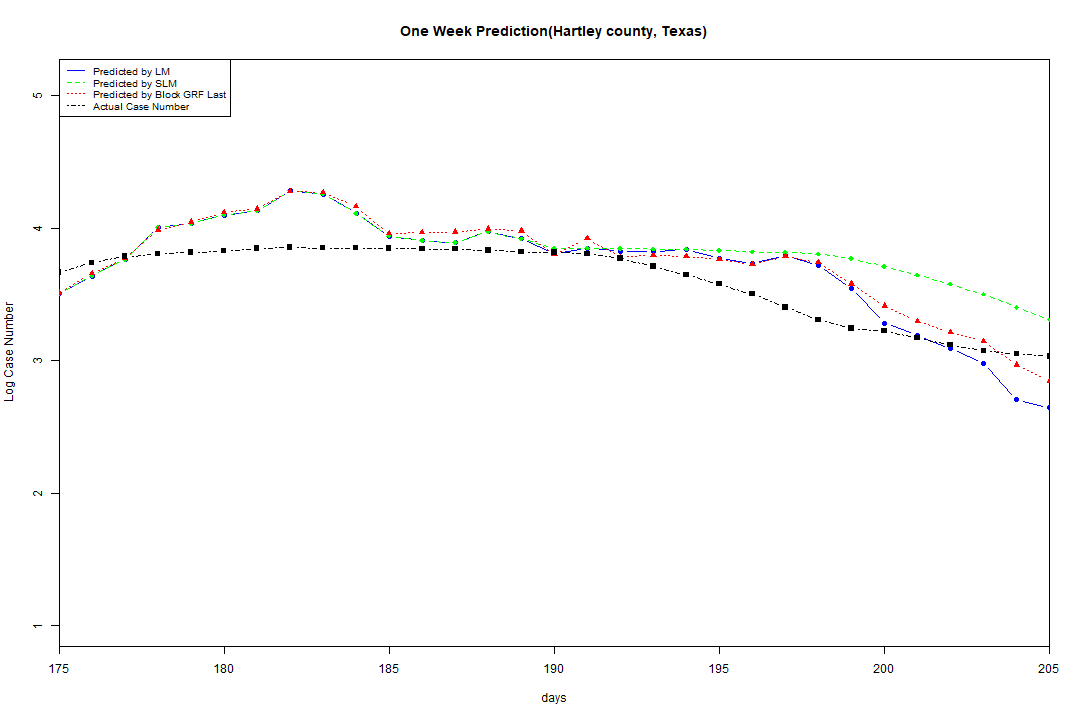 One Week Prediction(Hartley county, Texas)
Predicted by LM
Predicted by SLM
Predicted by Block GRF Last
Actual Case Number
Log Case Number
5
4
3
2
1
175 180 185 190 195 200 205
days